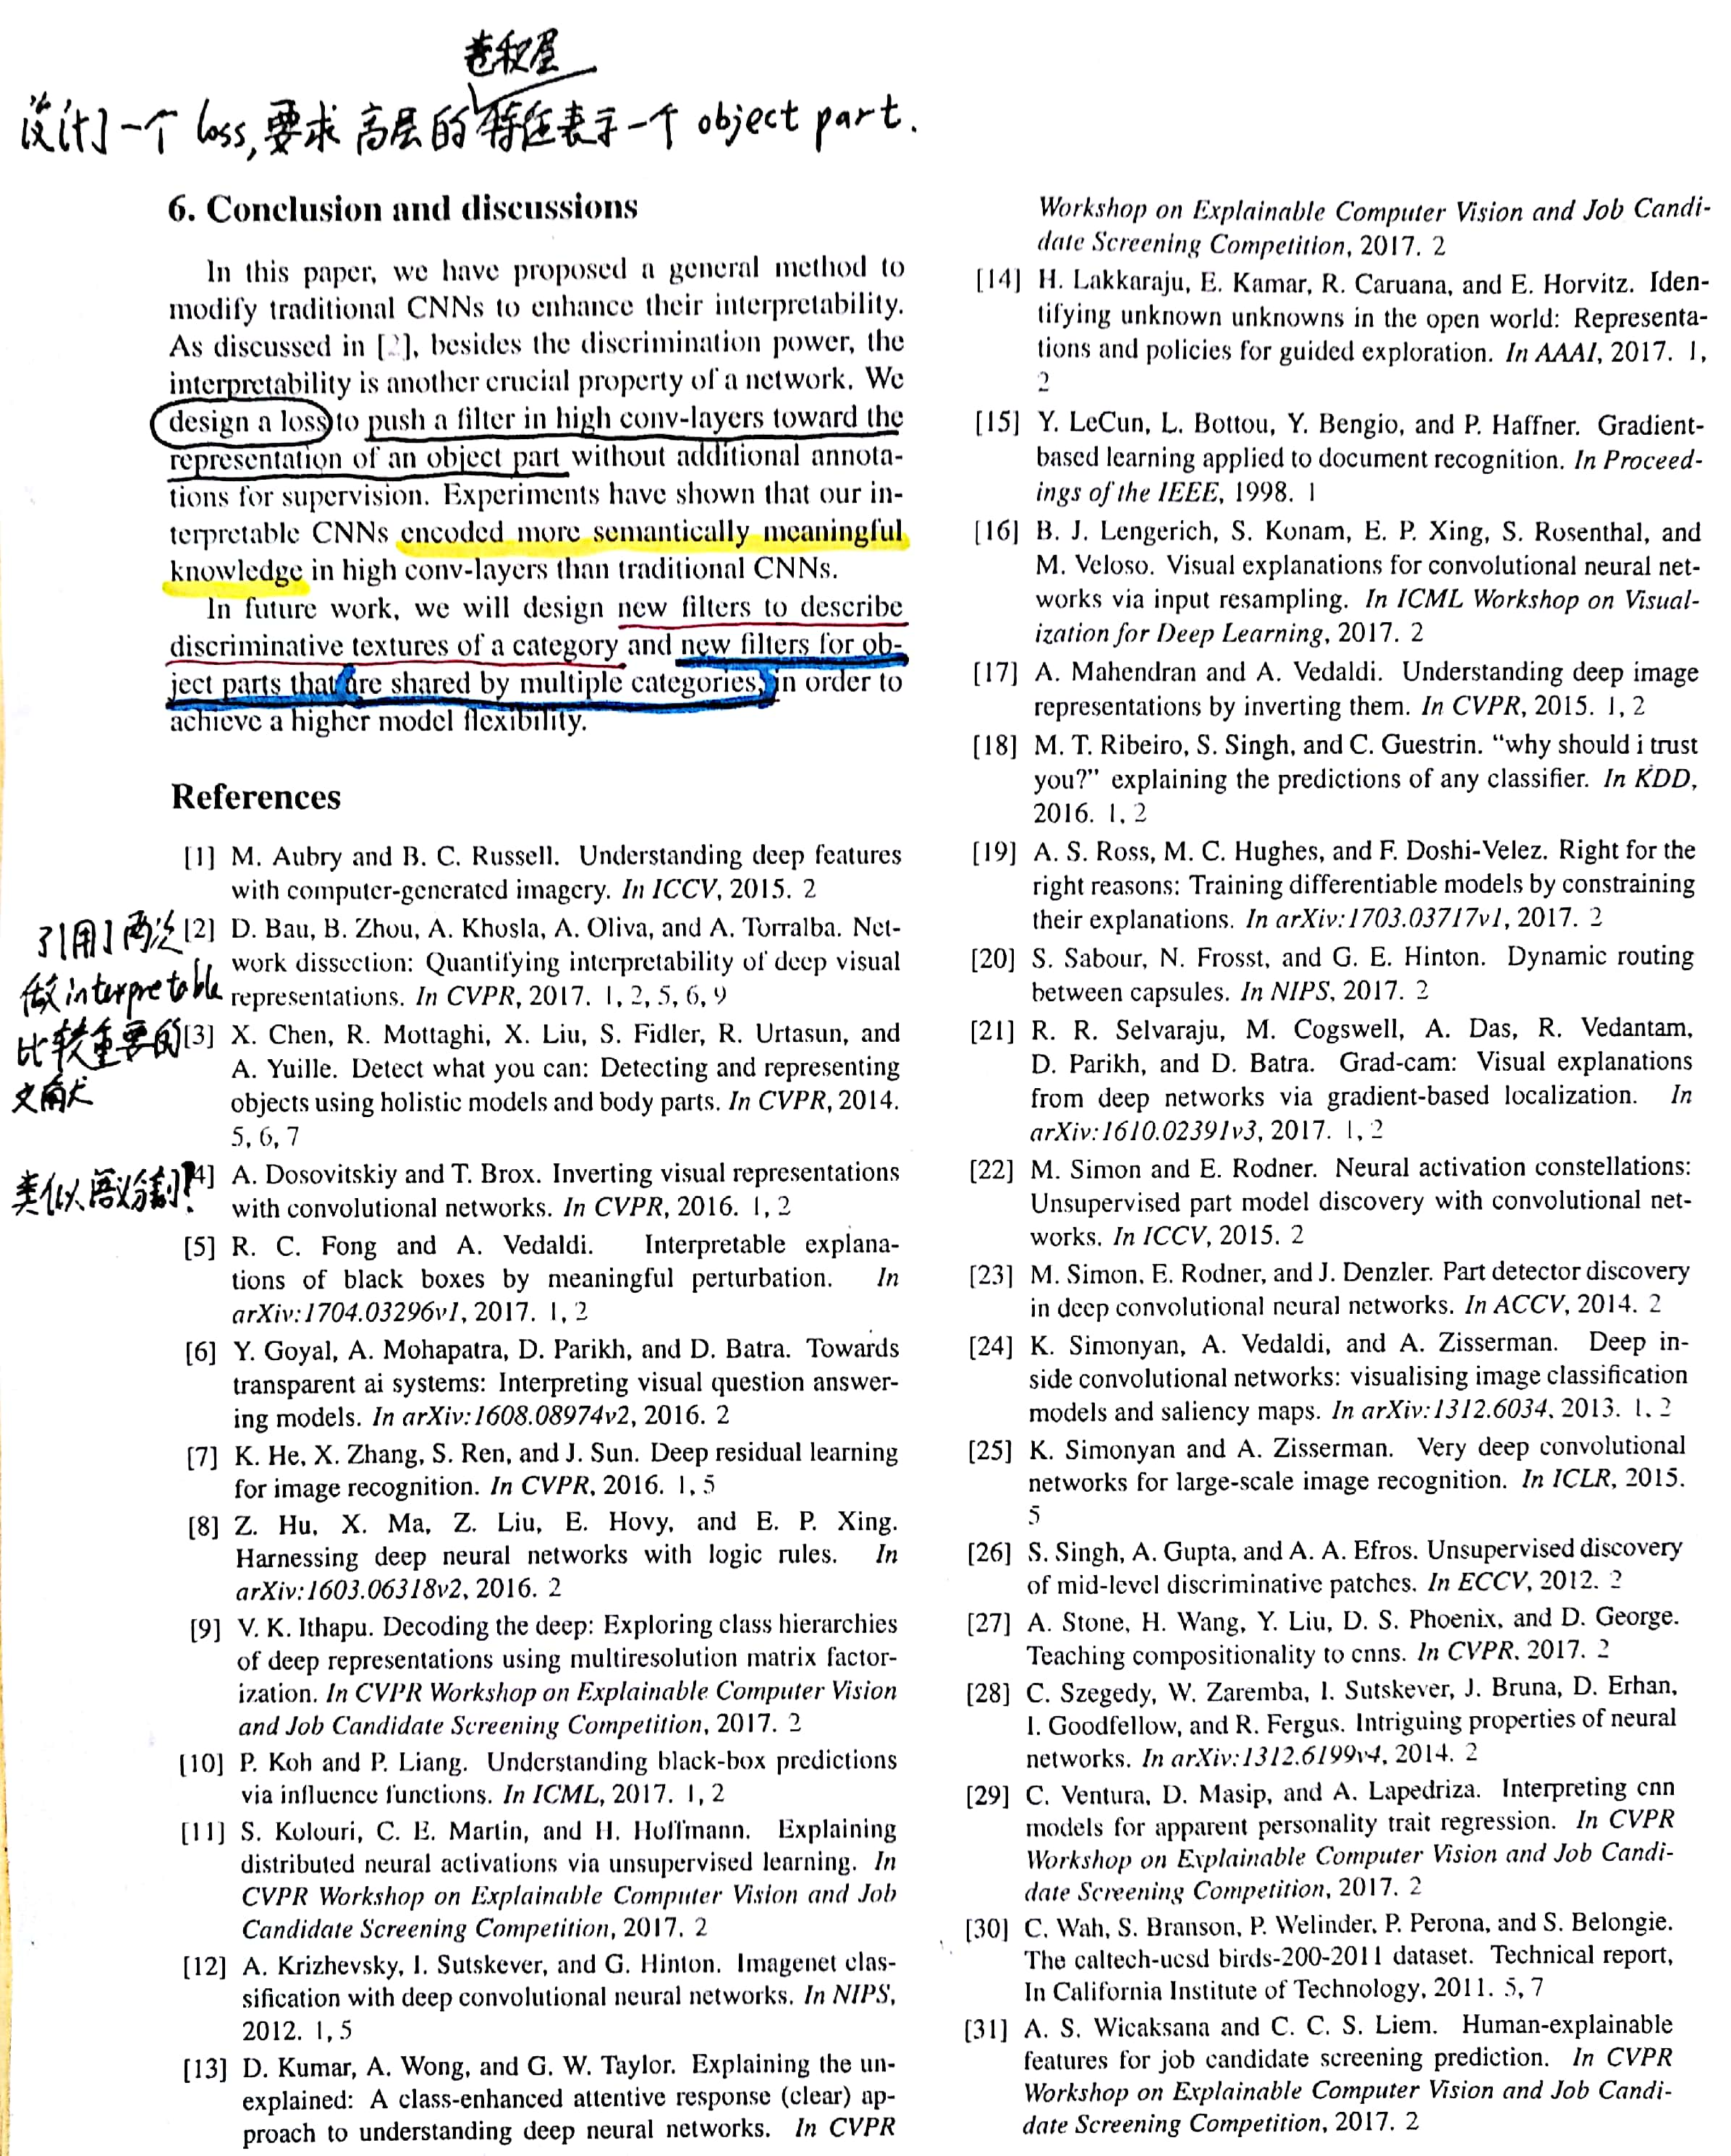 卷积层
设计一个 loss,要求 高层的特征表示一个 object part.
6. Conclusion and discussions
In this paper, we have proposed a general method to
modify traditional CNNs to enhance their interpretability.
As discussed in [2], besides the discrimination power, the
interpretability is another crucial property of a network. We
design a loss to push a filter in high conv-layers toward the
representation of an object part without additional annota-
tions for supervision. Experiments have shown that our in-
terpretable CNNs encoded more semantically meaningful
knowledge in high conv-layers than traditional CNNs.
In future work, we will design new filters to describe
discriminative textures of a category and new filters for ob-
ject parts that are shared by multiple categories, in order to
achieve a higher model flexibility.
References
[1] M. Aubry and B. C. Russell. Understanding deep features
with computer-generated imagery. In ICCV, 2015. 2
引用了两次
做 interpretable
比较重要的
文献
[2] D. Bau, B. Zhou, A. Khosla, A. Oliva, and A. Torralba. Net-
work dissection: Quantifying interpretability of deep visual
representations. In CVPR, 2017. 1, 2, 5, 6, 9
[3] X. Chen, R. Mottaghi, X. Liu, S. Fidler, R. Urtasun, and
A. Yuille. Detect what you can: Detecting and representing
objects using holistic models and body parts. In CVPR, 2014.
5, 6, 7
类似语义分割?
[4] A. Dosovitskiy and T. Brox. Inverting visual representations
with convolutional networks. In CVPR, 2016. 1, 2
[5] R. C. Fong and A. Vedaldi. Interpretable explana-
tions of black boxes by meaningful perturbation. In
arXiv:1704.03296v1, 2017. 1, 2
[6] Y. Goyal, A. Mohapatra, D. Parikh, and D. Batra. Towards
transparent ai systems: Interpreting visual question answer-
ing models. In arXiv:1608.08974v2, 2016. 2
[7] K. He, X. Zhang, S. Ren, and J. Sun. Deep residual learning
for image recognition. In CVPR, 2016. 1, 5
[8] Z. Hu, X. Ma, Z. Liu, E. Hovy, and E. P. Xing.
Harnessing deep neural networks with logic rules. In
arXiv:1603.06318v2, 2016. 2
[9] V. K. Ithapu. Decoding the deep: Exploring class hierarchies
of deep representations using multiresolution matrix factor-
ization. In CVPR Workshop on Explainable Computer Vision
and Job Candidate Screening Competition, 2017. 2
[10] P. Koh and P. Liang. Understanding black-box predictions
via influence functions. In ICML, 2017. 1, 2
[11] S. Kolouri, C. E. Martin, and H. Hoffmann. Explaining
distributed neural activations via unsupervised learning. In
CVPR Workshop on Explainable Computer Vision and Job
Candidate Screening Competition, 2017. 2
[12] A. Krizhevsky, I. Sutskever, and G. Hinton. Imagenet clas-
sification with deep convolutional neural networks. In NIPS,
2012. 1, 5
[13] D. Kumar, A. Wong, and G. W. Taylor. Explaining the un-
explained: A class-enhanced attentive response (clear) ap-
proach to understanding deep neural networks. In CVPR
Workshop on Explainable Computer Vision and Job Candi-
date Screening Competition, 2017. 2
[14] H. Lakkaraju, E. Kamar, R. Caruana, and E. Horvitz. Iden-
tifying unknown unknowns in the open world: Representa-
tions and policies for guided exploration. In AAAI, 2017. 1,
2
[15] Y. LeCun, L. Bottou, Y. Bengio, and P. Haffner. Gradient-
based learning applied to document recognition. In Proceed-
ings of the IEEE, 1998. 1
[16] B. J. Lengerich, S. Konam, E. P. Xing, S. Rosenthal, and
M. Veloso. Visual explanations for convolutional neural net-
works via input resampling. In ICML Workshop on Visual-
ization for Deep Learning, 2017. 2
[17] A. Mahendran and A. Vedaldi. Understanding deep image
representations by inverting them. In CVPR, 2015. 1, 2
[18] M. T. Ribeiro, S. Singh, and C. Guestrin. “why should i trust
you?” explaining the predictions of any classifier. In KDD,
2016. 1, 2
[19] A. S. Ross, M. C. Hughes, and F. Doshi-Velez. Right for the
right reasons: Training differentiable models by constraining
their explanations. In arXiv:1703.03717v1, 2017. 2
[20] S. Sabour, N. Frosst, and G. E. Hinton. Dynamic routing
between capsules. In NIPS, 2017. 2
[21] R. R. Selvaraju, M. Cogswell, A. Das, R. Vedantam,
D. Parikh, and D. Batra. Grad-cam: Visual explanations
from deep networks via gradient-based localization. In
arXiv:1610.02391v3, 2017. 1, 2
[22] M. Simon and E. Rodner. Neural activation constellations:
Unsupervised part model discovery with convolutional net-
works. In ICCV, 2015. 2
[23] M. Simon, E. Rodner, and J. Denzler. Part detector discovery
in deep convolutional neural networks. In ACCV, 2014. 2
[24] K. Simonyan, A. Vedaldi, and A. Zisserman. Deep in-
side convolutional networks: visualising image classification
models and saliency maps. In arXiv:1312.6034, 2013. 1, 2
[25] K. Simonyan and A. Zisserman. Very deep convolutional
networks for large-scale image recognition. In ICLR, 2015.
5
[26] S. Singh, A. Gupta, and A. A. Efros. Unsupervised discovery
of mid-level discriminative patches. In ECCV, 2012. 2
[27] A. Stone, H. Wang, Y. Liu, D. S. Phoenix, and D. George.
Teaching compositionality to cnns. In CVPR, 2017. 2
[28] C. Szegedy, W. Zaremba, I. Sutskever, J. Bruna, D. Erhan,
I. Goodfellow, and R. Fergus. Intriguing properties of neural
networks. In arXiv:1312.6199v4, 2014. 2
[29] C. Ventura, D. Masip, and A. Lapedriza. Interpreting cnn
models for apparent personality trait regression. In CVPR
Workshop on Explainable Computer Vision and Job Candi-
date Screening Competition, 2017. 2
[30] C. Wah, S. Branson, P. Welinder, P. Perona, and S. Belongie.
The caltech-ucsd birds-200-2011 dataset. Technical report,
In California Institute of Technology, 2011. 5, 7
[31] A. S. Wicaksana and C. C. S. Liem. Human-explainable
features for job candidate screening prediction. In CVPR
Workshop on Explainable Computer Vision and Job Candi-
date Screening Competition, 2017. 2